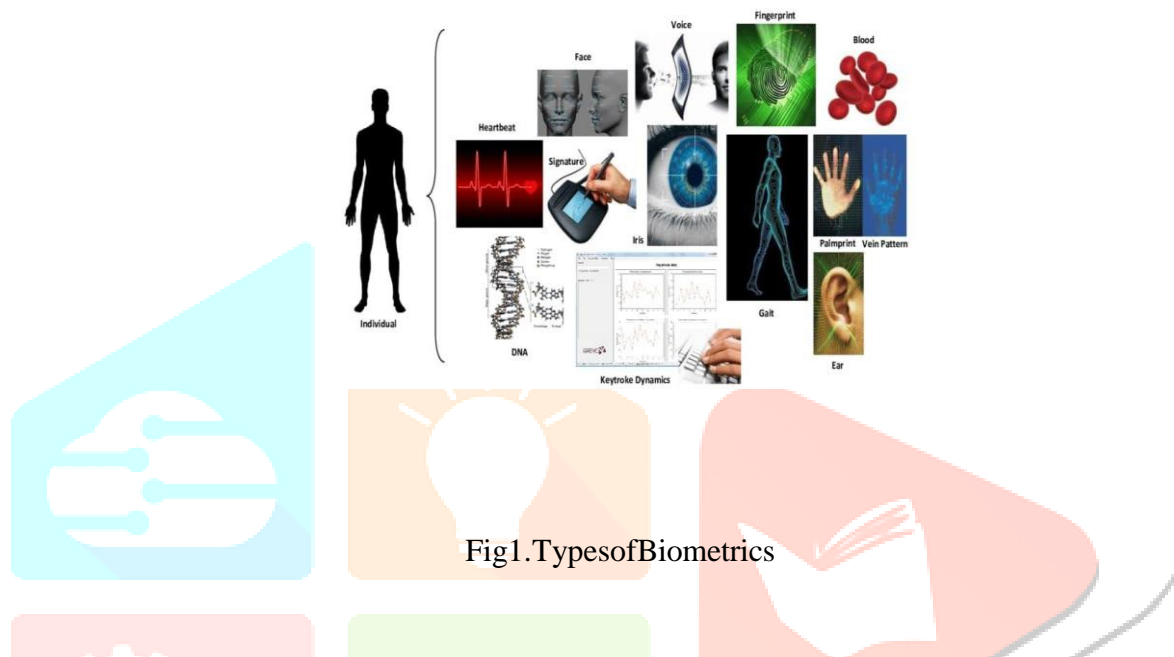 Fingerprint
Voice
Blood
Face
Heartbeat
Signature
Iris
Palmprint Vein Pattern
Individual
Gait
DNA
Ear
Keytroke Dynamics
Fig1.TypesofBiometrics